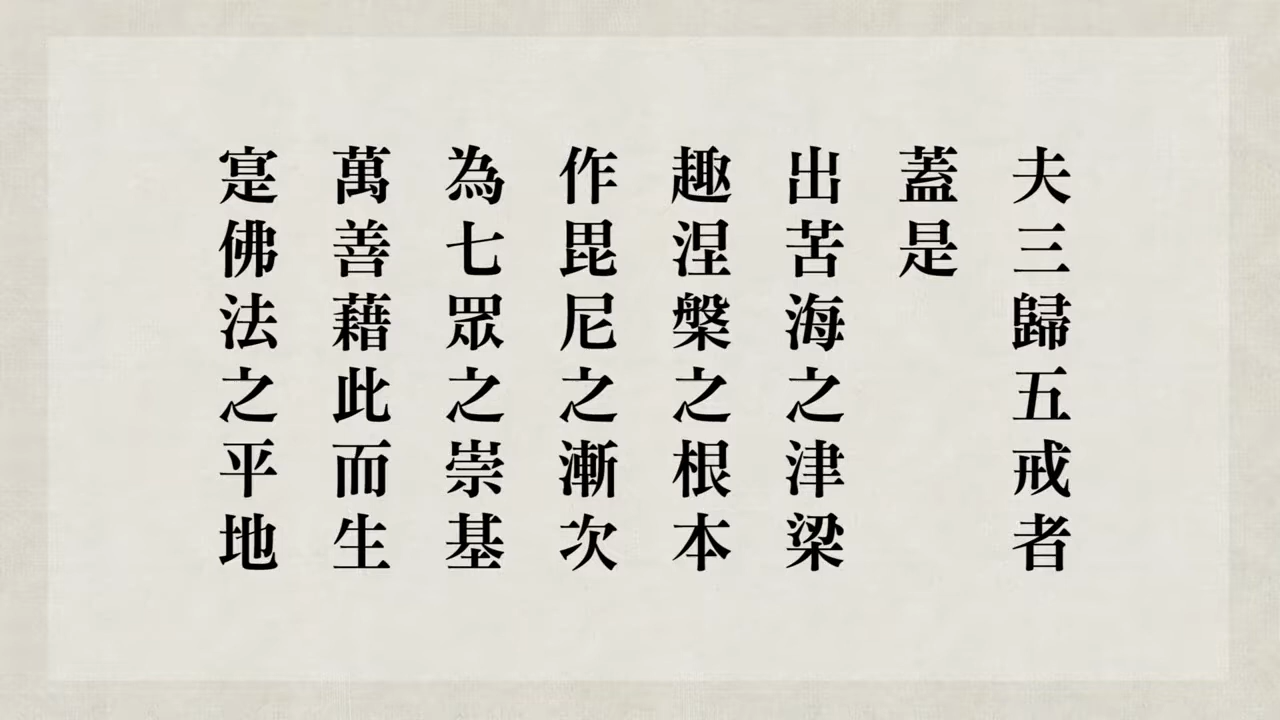 夫三歸五戒者
蓋是
出苦海之津梁
趣涅槃之根本
作毘尼之漸次
為七眾之崇基
萬善藉此而生
寔佛法之平地